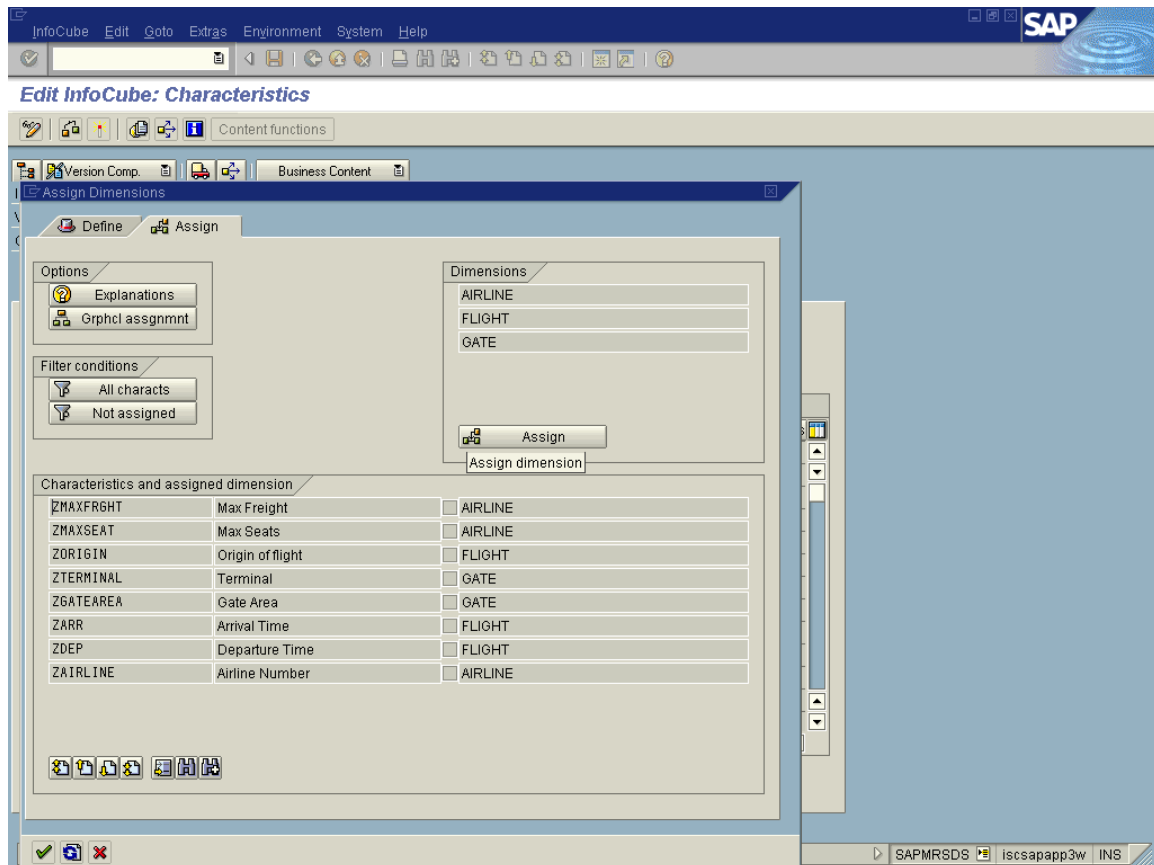 InfoCube Edit Goto Extras Environment System Help
SAP
Edit InfoCube: Characteristics
Content functions
Version Comp. Business Content
Assign Dimensions
Define Assign
Options
Explanations
Grphcl assgnmnt
Dimensions
AIRLINE
FLIGHT
GATE
Filter conditions
All characts
Not assigned
Assign
Assign dimension
Characteristics and assigned dimension
ZMAXFRGHT Max Freight AIRLINE
ZMAXSEAT Max Seats AIRLINE
ZORIGIN Origin of flight FLIGHT
ZTERMINAL Terminal GATE
ZGATEAREA Gate Area GATE
ZARR Arrival Time FLIGHT
ZDEP Departure Time FLIGHT
ZAIRLINE Airline Number AIRLINE
SAPMRSDS iscsapapp3w INS